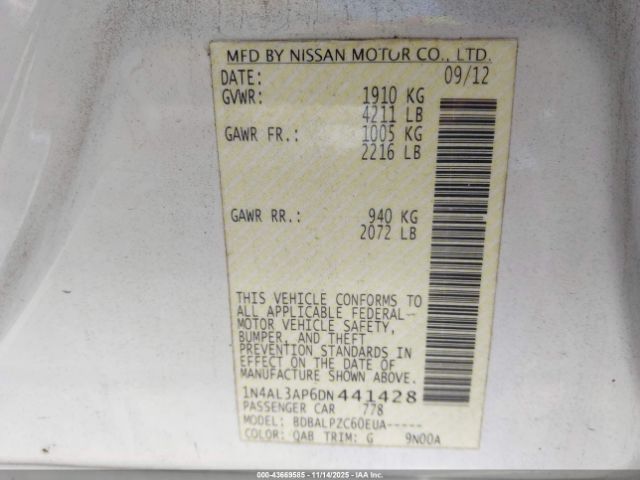 MFD BY NISSAN MOTOR CO., LTD.
DATE: 09/12
GVWR: 1910 KG
4211 LB
GAWR FR.: 1005 KG
2216 LB
GAWR RR.: 940 KG
2072 LB
THIS VEHICLE CONFORMS TO
ALL APPLICABLE FEDERAL-
MOTOR VEHICLE SAFETY,
BUMPER, AND THEFT
PREVENTION STANDARDS IN
EFFECT ON THE DATE OF
MANUFACTURE SHOWN ABOVE.
1N4AL3AP6DN441428
PASSENGER CAR 778
MODEL: BDBALPZC60EUA-----
COLOR: QAB TRIM: G 9N00A
000-43669585 - 11/14/2025 - IAAI.COM